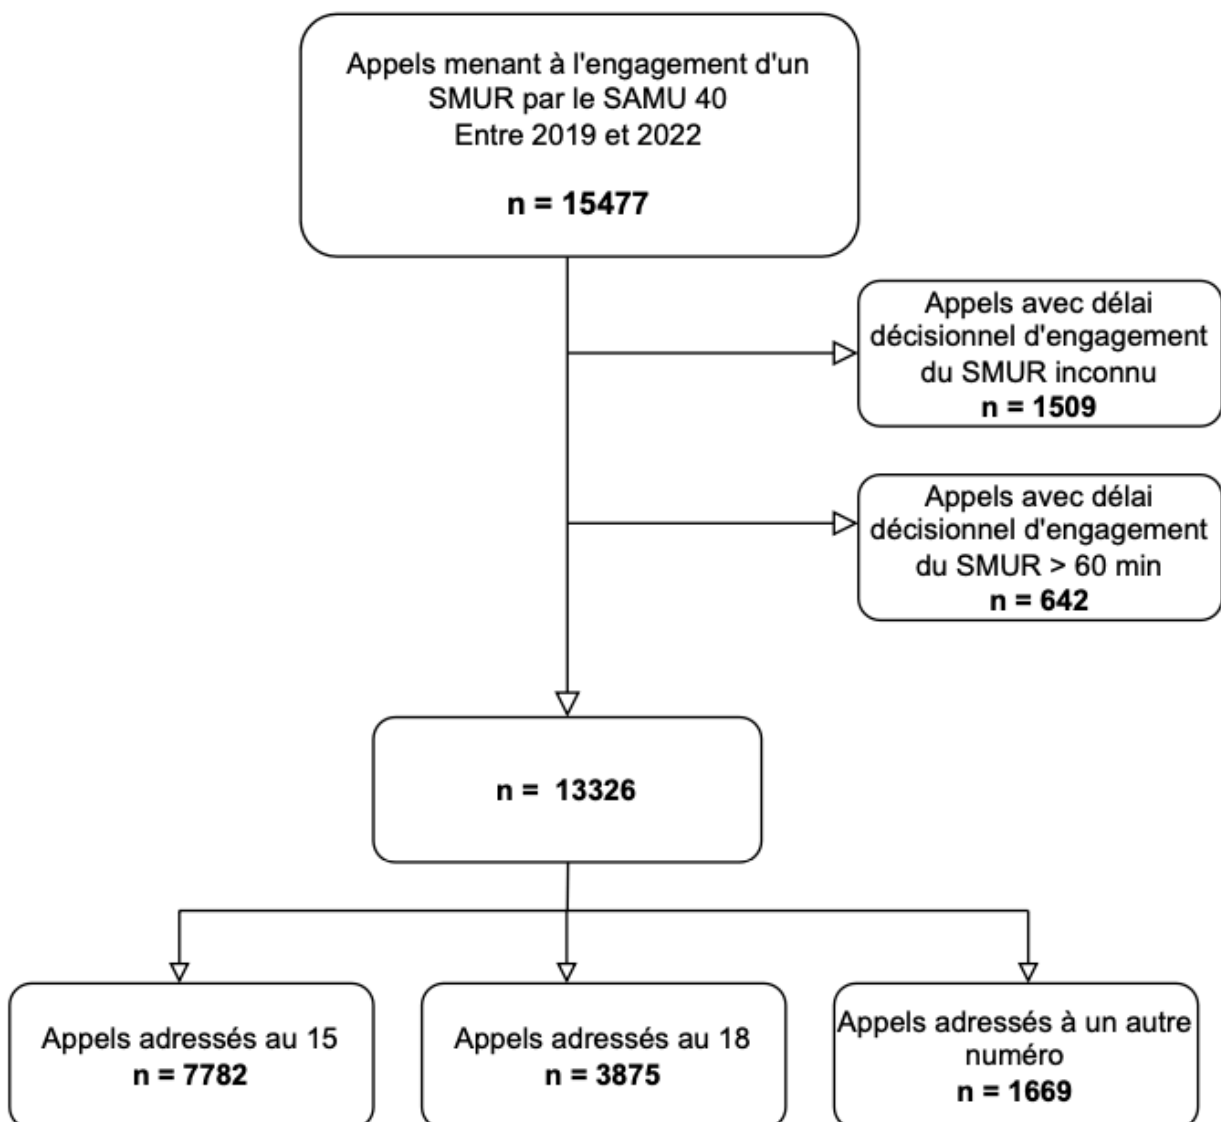 Appels menant à l'engagement d'un
SMUR par le SAMU 40
Entre 2019 et 2022
n = 15477
Appels avec délai
décisionnel d'engagement
du SMUR inconnu
n = 1509
Appels avec délai
décisionnel d'engagement
du SMUR > 60 min
n = 642
n = 13326
Appels adressés au 15
n = 7782
Appels adressés au 18
n = 3875
Appels adressés à un autre
numéro
n = 1669